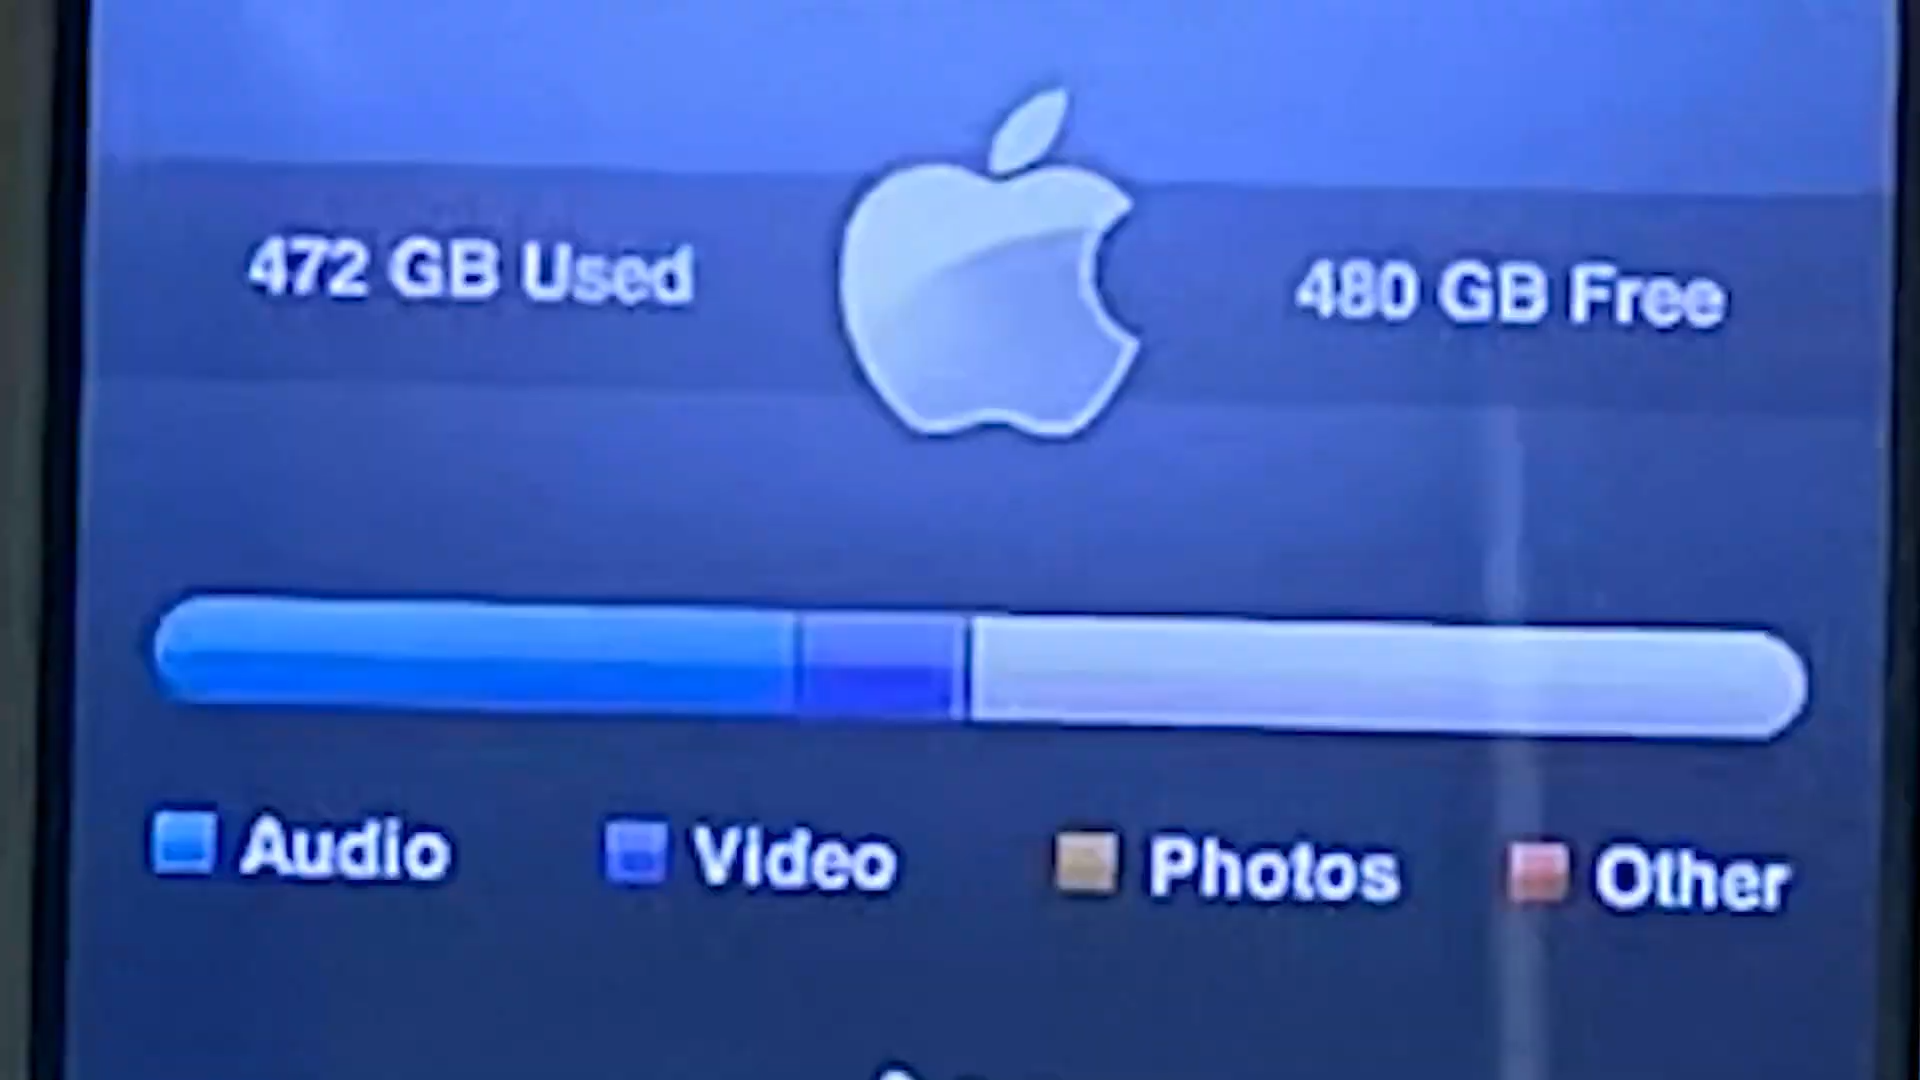 472 GB Used
480 GB Free
Audio
Video
Photos
Other